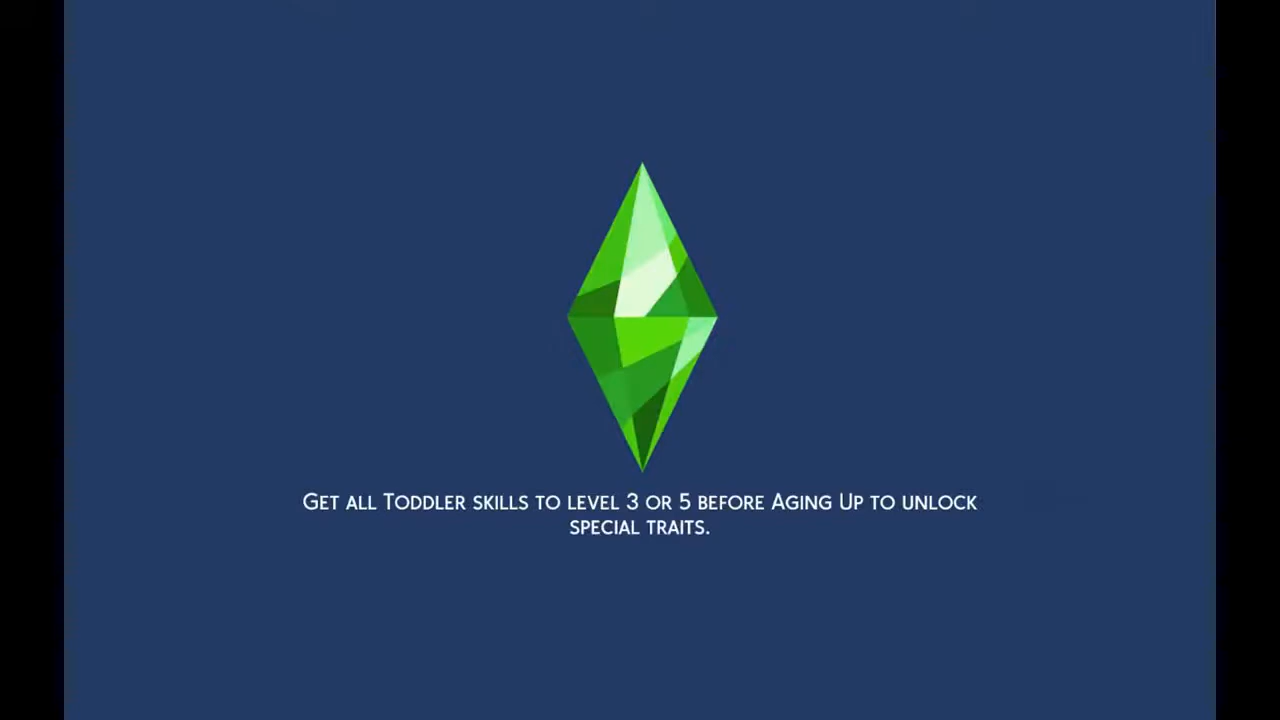 Get all Toddler skills to level 3 or 5 before Aging Up to unlock
special traits.